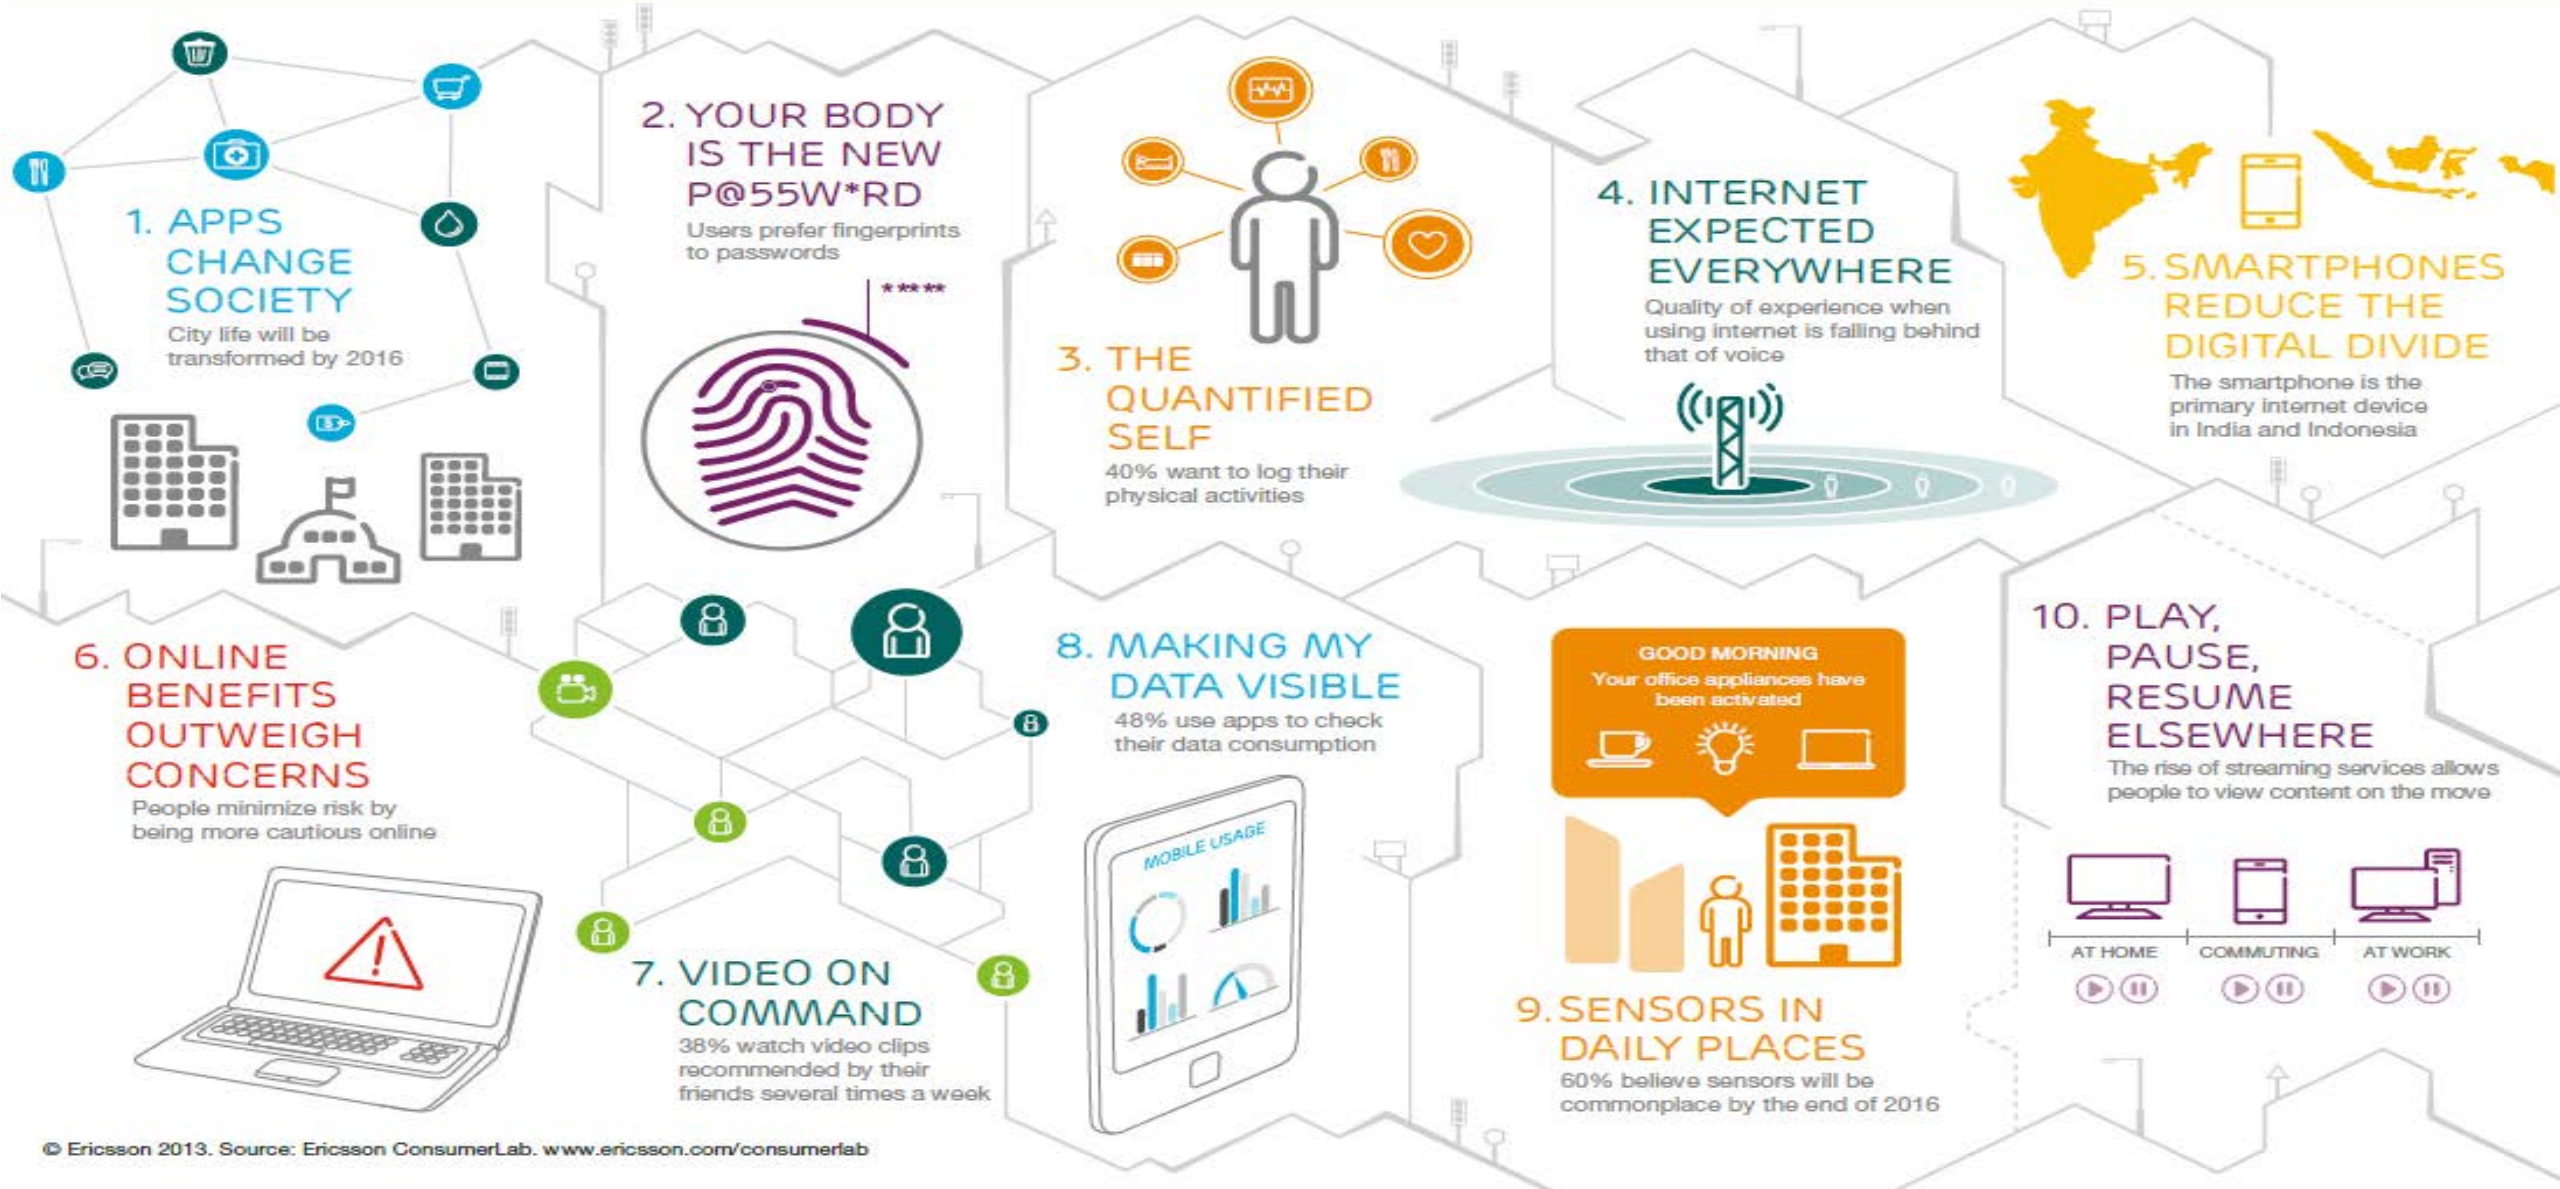 1. APPS
CHANGE
SOCIETY
City life will be
transformed by 2016
2. YOUR BODY
IS THE NEW
P@55W*RD
Users prefer fingerprints
to passwords
*****
3. THE
QUANTIFIED
SELF
40% want to log their
physical activities
4. INTERNET
EXPECTED
EVERYWHERE
Quality of experience when
using internet is falling behind
that of voice
5. SMARTPHONES
REDUCE THE
DIGITAL DIVIDE
The smartphone is the
primary internet device
in India and Indonesia
6. ONLINE
BENEFITS
OUTWEIGH
CONCERNS
People minimize risk by
being more cautious online
7. VIDEO ON
COMMAND
38% watch video clips
recommended by their
friends several times a week
8. MAKING MY
DATA VISIBLE
48% use apps to check
their data consumption
MOBILE USAGE
GOOD MORNING
Your office appliances have
been activated
9. SENSORS IN
DAILY PLACES
60% believe sensors will be
commonplace by the end of 2016
10. PLAY,
PAUSE,
RESUME
ELSEWHERE
The rise of streaming services allows
people to view content on the move
AT HOME
COMMUTING
AT WORK
© Ericsson 2013. Source: Ericsson ConsumerLab. www.ericsson.com/consumerlab